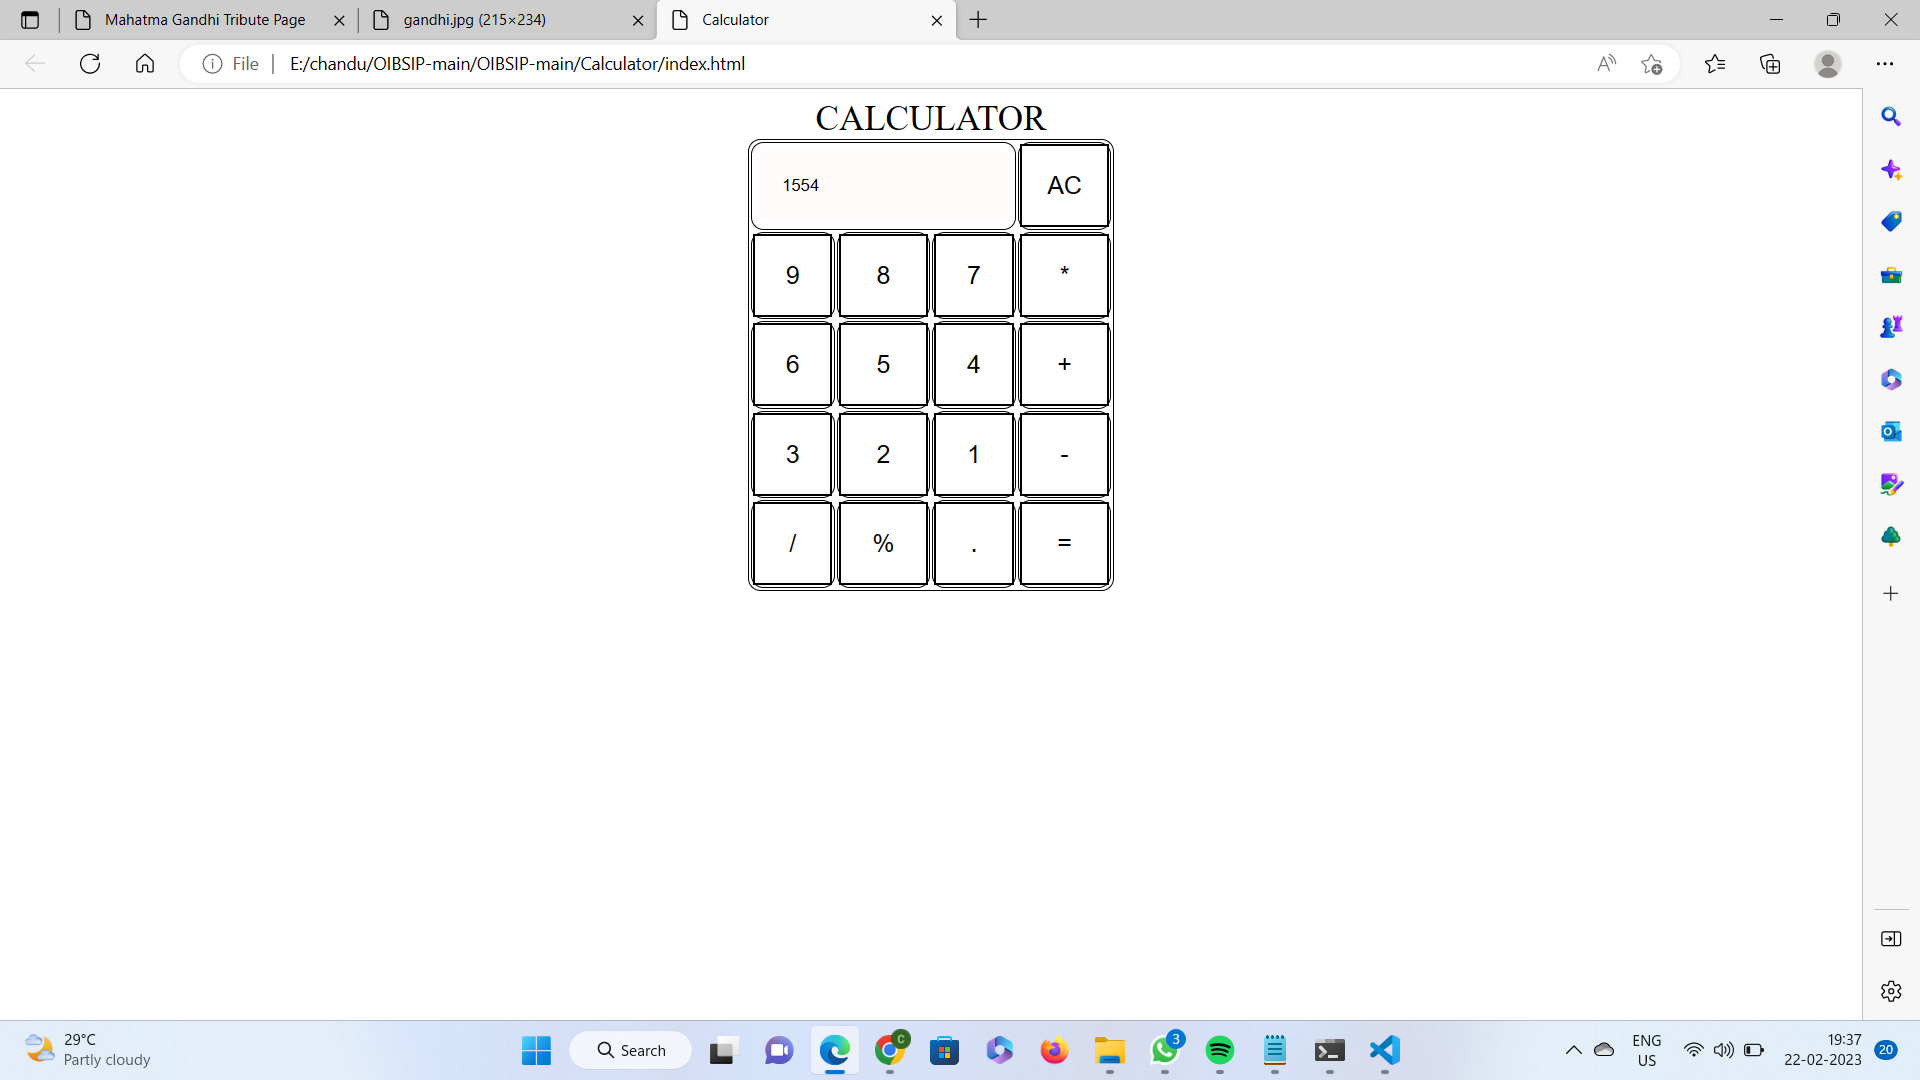 Mahatma Gandhi Tribute Page
gandhi.jpg (215×234)
Calculator
File
E:/chandu/OIBSIP-main/OIBSIP-main/Calculator/index.html
CALCULATOR
1554 AC
9 8 7 *
6 5 4 +
3 2 1 -
/ % . =
29°C
Partly cloudy
Search
C
3
ENG
US
19:37
22-02-2023
20